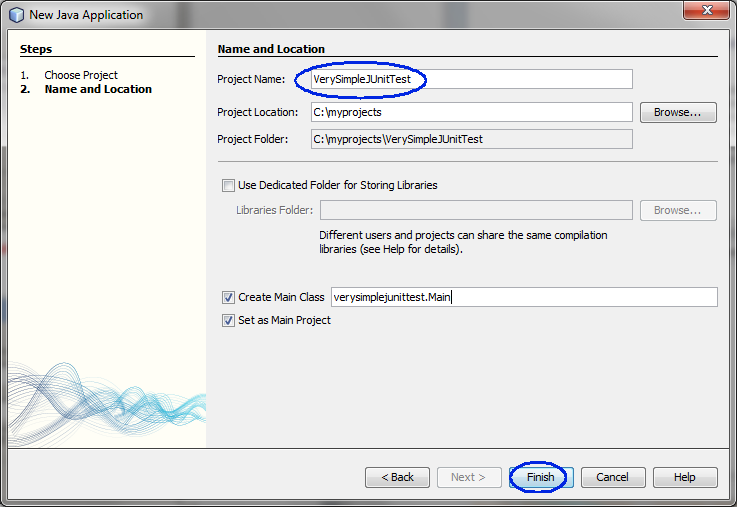 New Java Application
Steps
1. Choose Project
2. Name and Location
Name and Location
Project Name: VerySimpleJUnitTest
Project Location: C:\myprojects Browse...
Project Folder: C:\myprojects\VerySimpleJUnitTest
Use Dedicated Folder for Storing Libraries
Libraries Folder: Browse...
Different users and projects can share the same compilation
libraries (see Help for details).
Create Main Class verysimplejunittest.Main
Set as Main Project
< Back Next > Finish Cancel Help